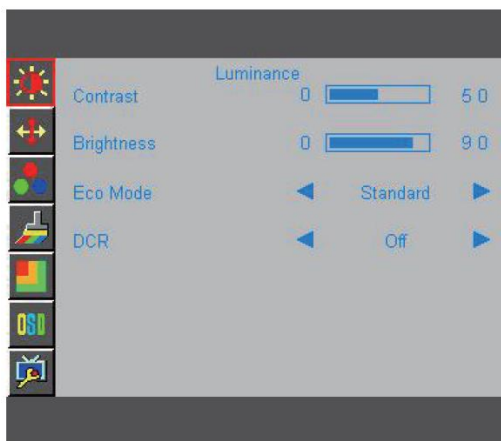 Luminance
Contrast 0 50
Brightness 0 90
Eco Mode Standard
DCR Off
OSD